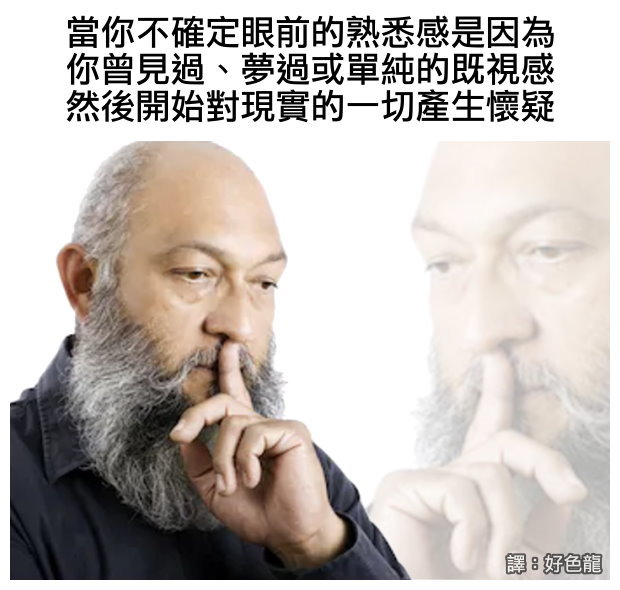 當你不確定眼前的熟悉感是因為
你曾見過、夢過或單純的既視感
然後開始對現實的一切產生懷疑
譯：好色龍